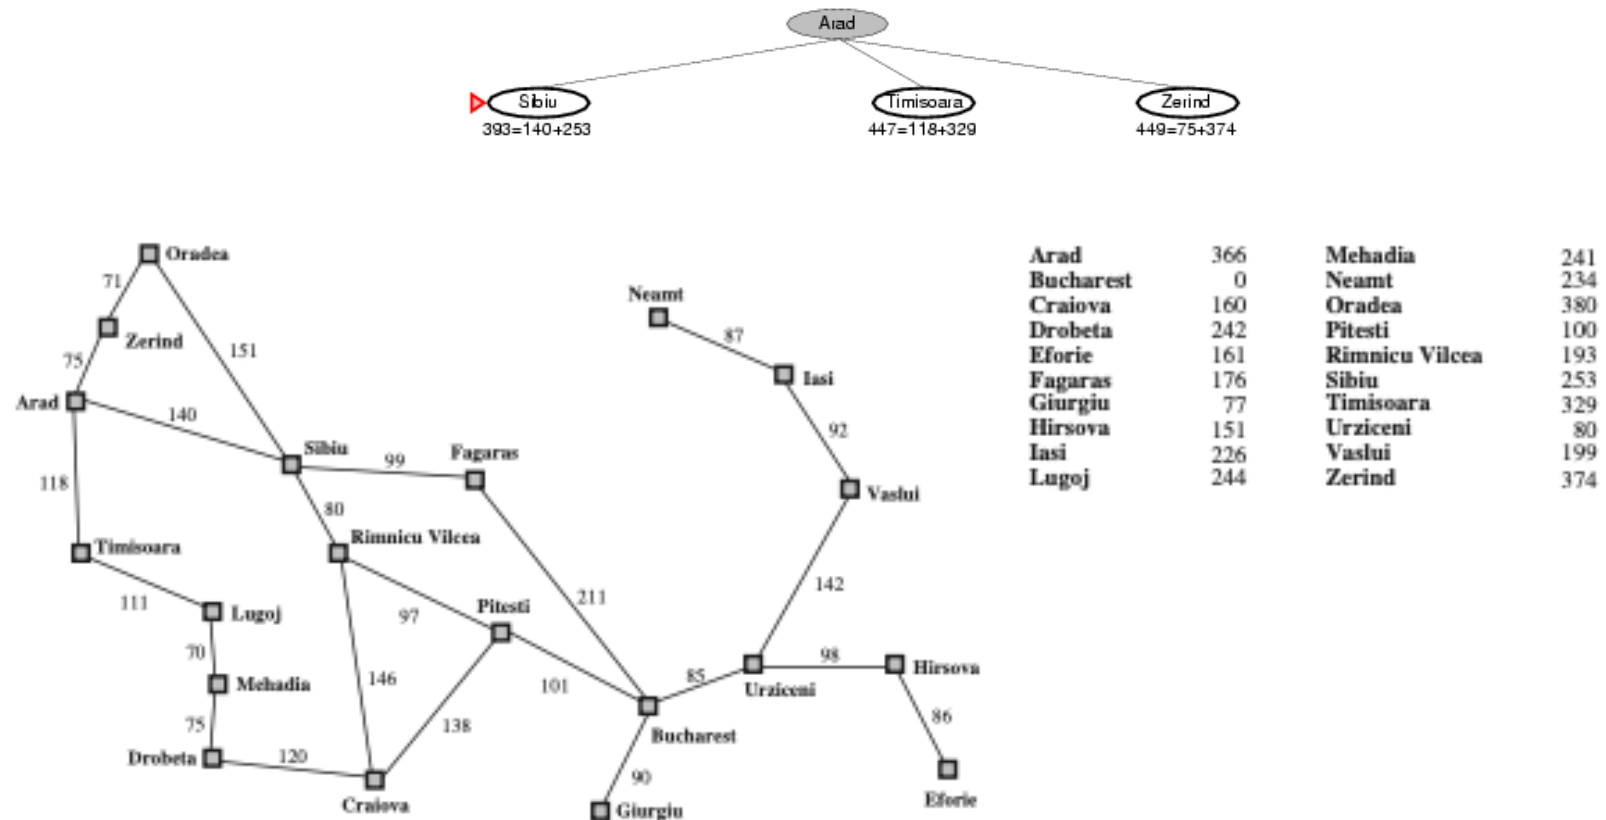 Arad
Sibiu
Timisoara
Zerind
393=140+253
447=118+329
449=75+374
Oradea
71
Neamt
87
Zerind
151
75
Iasi
Arad
140
92
Sibiu
99
Fagaras
118
80
Vaslui
Timisoara
Rimnicu Vilcea
111
Lugoj
97
Pitesti
211
142
70
Mehadia
146
101
85
98
Hirsova
Urziceni
75
138
86
Bucharest
Drobeta
120
90
Craiova
Giurgiu
Eforie
Arad 366 Mehadia 241
Bucharest 0 Neamt 234
Craiova 160 Oradea 380
Drobeta 242 Pitesti 100
Eforie 161 Rimnicu Vilcea 193
Fagaras 176 Sibiu 253
Giurgiu 77 Timisoara 329
Hirsova 151 Urziceni 80
Iasi 226 Vaslui 199
Lugoj 244 Zerind 374